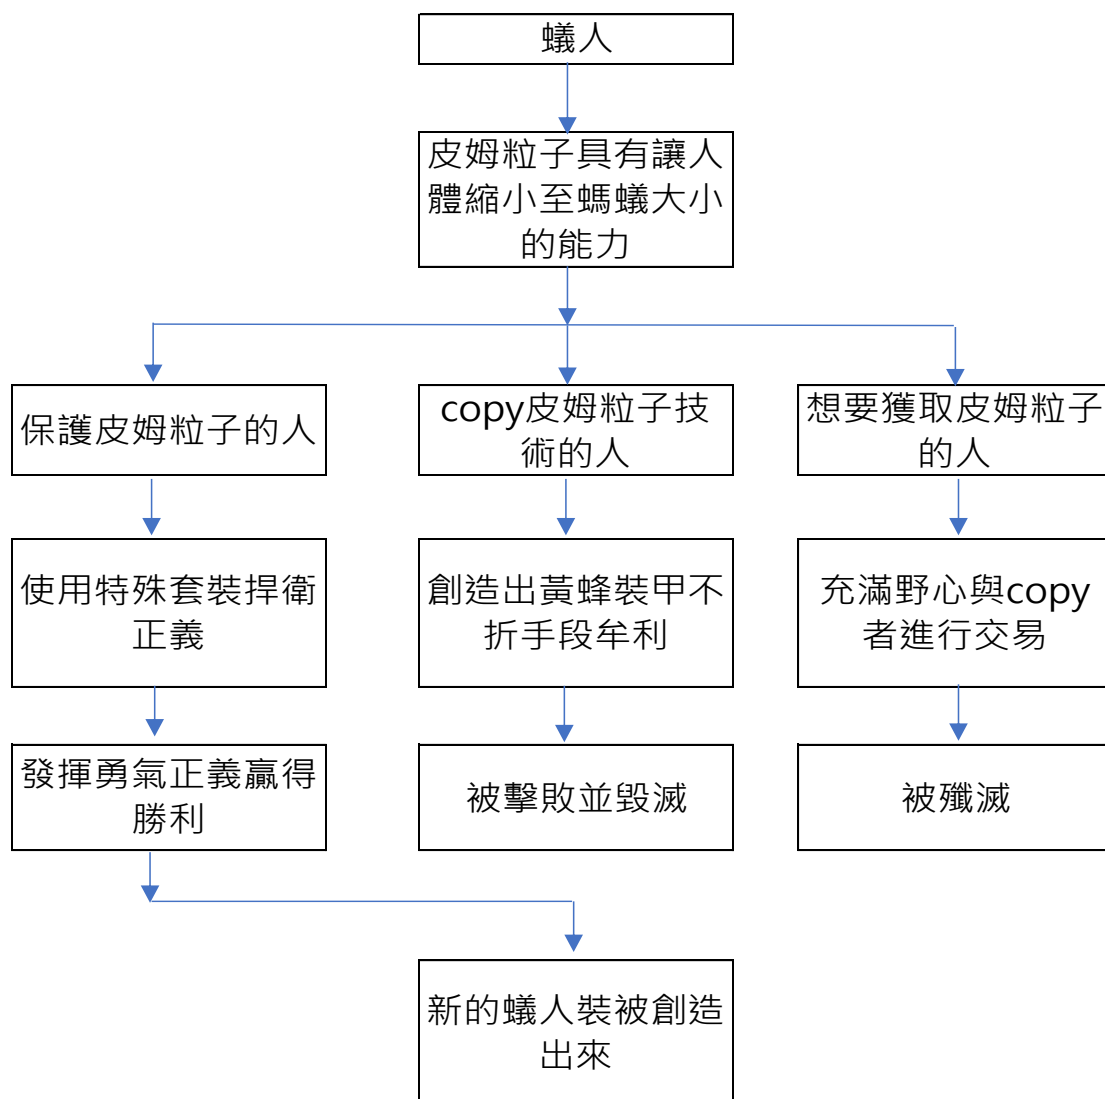 蟻人
皮姆粒子具有讓人
體縮小至螞蟻大小
的能力
保護皮姆粒子的人
copy皮姆粒子技
術的人
想要獲取皮姆粒子
的人
使用特殊套裝捍衛
正義
創造出黃蜂裝甲不
折手段牟利
充滿野心與copy
者進行交易
發揮勇氣正義贏得
勝利
被擊敗並毀滅
被殲滅
新的蟻人裝被創造
出來